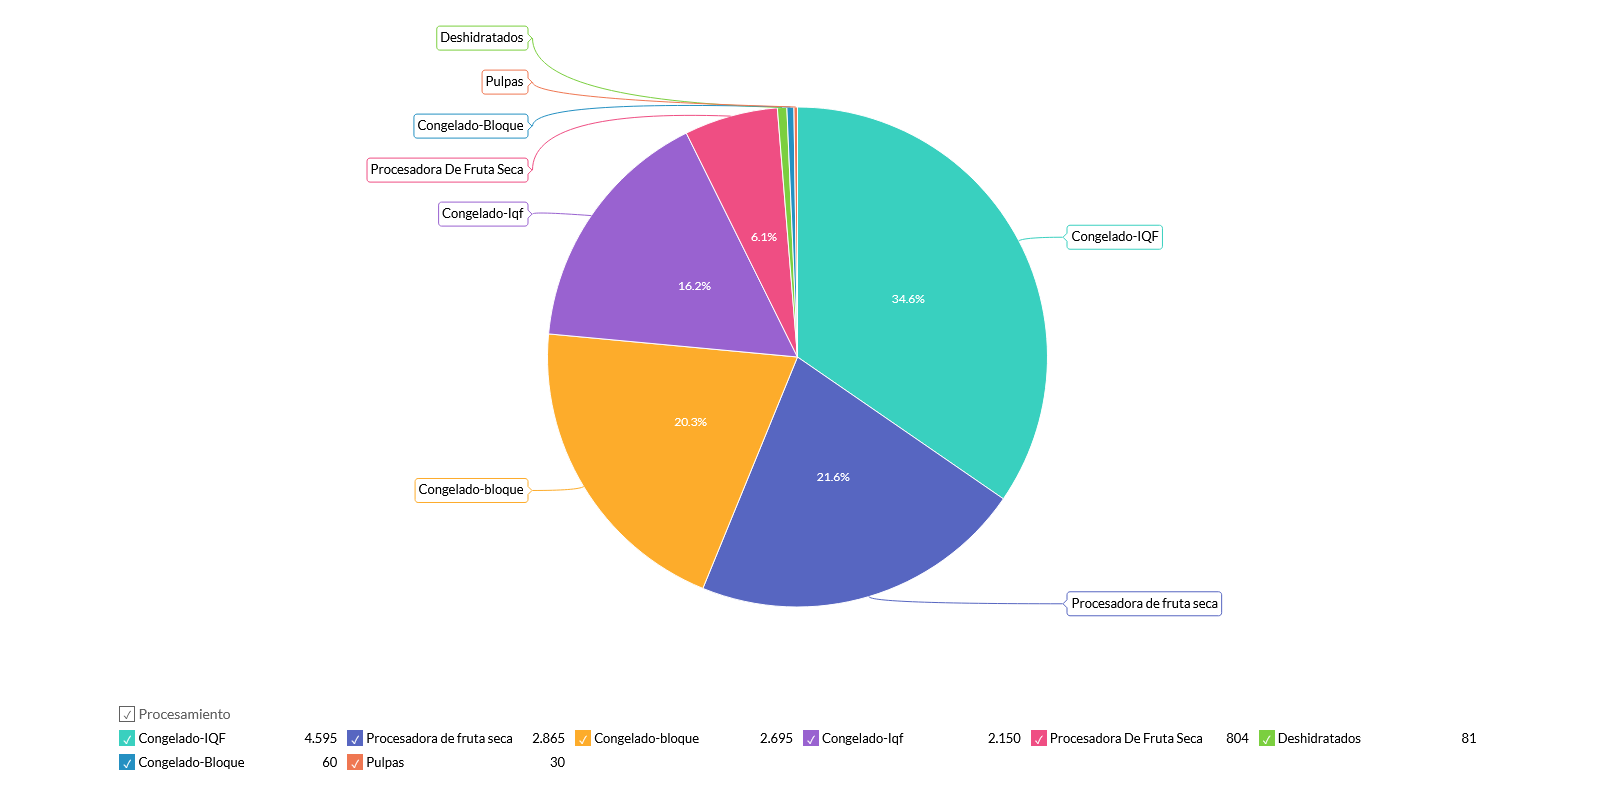 Deshidratados
Pulpas
Congelado-Bloque
Procesadora De Fruta Seca
Congelado-Iqf
Congelado-IQF
6.1%
16.2%
34.6%
20.3%
21.6%
Congelado-bloque
Procesadora de fruta seca
Procesamiento
Congelado-IQF 4.595 Procesadora de fruta seca 2.865 Congelado-bloque 2.695 Congelado-Iqf 2.150 Procesadora De Fruta Seca 804 Deshidratados 81
Congelado-Bloque 60 Pulpas 30